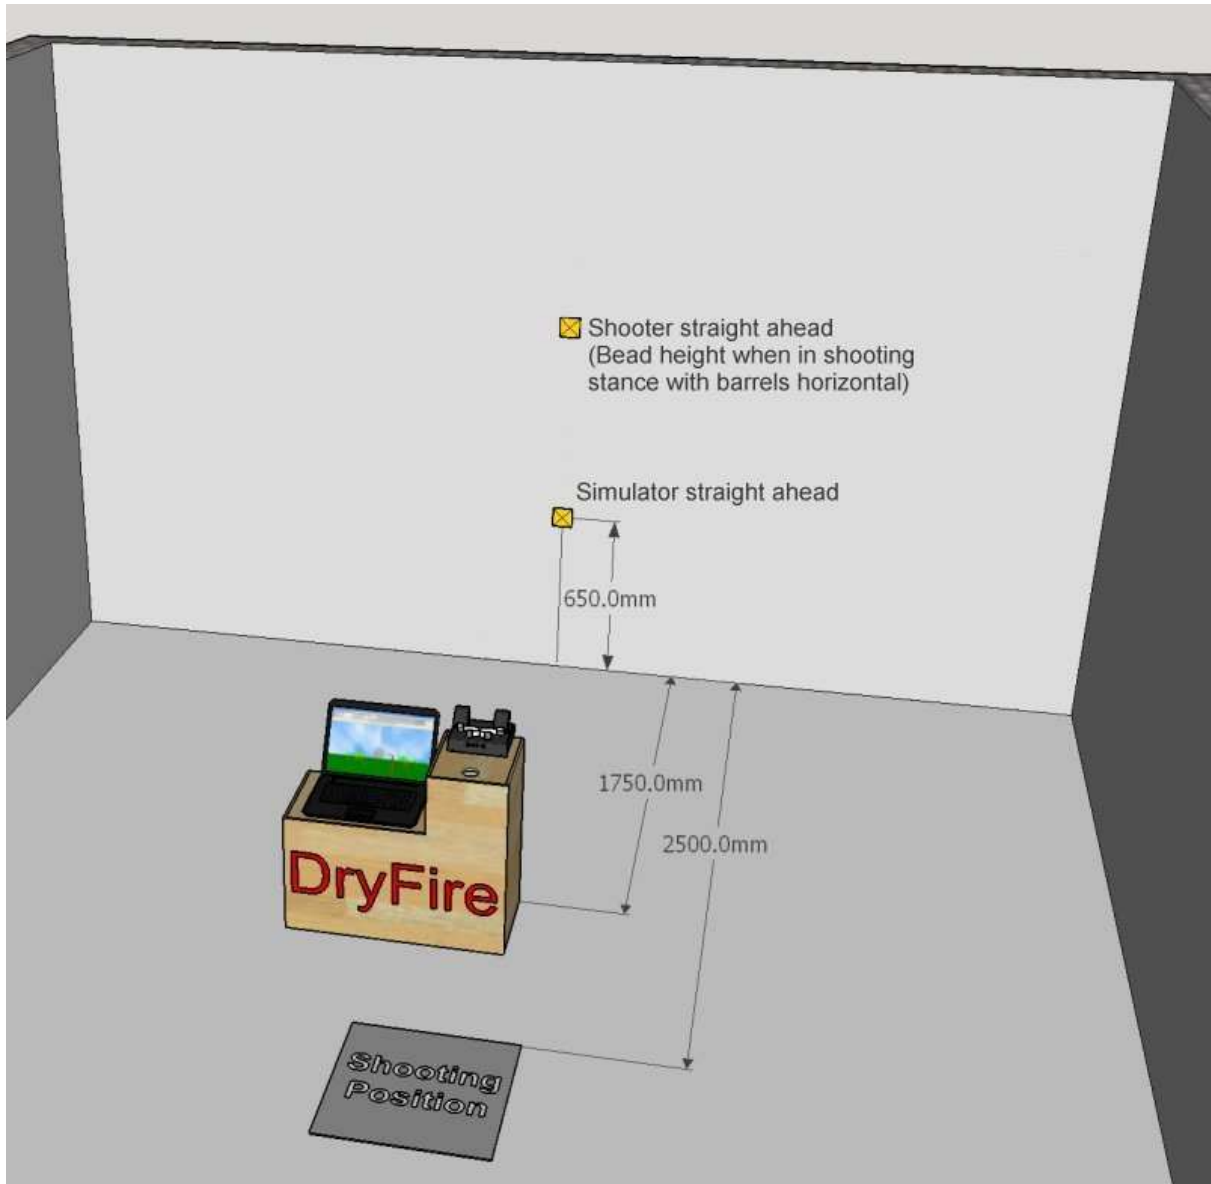 Shooter straight ahead
(Bead height when in shooting
stance with barrels horizontal)
Simulator straight ahead
650.0mm
1750.0mm
2500.0mm
DryFire
Shooting
Position